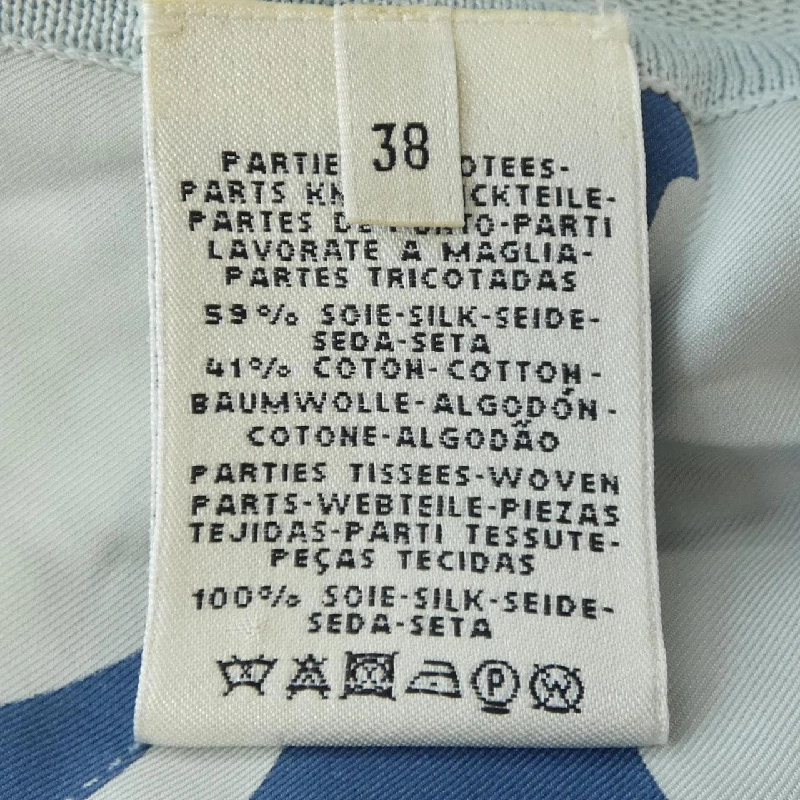 38
PARTIE OTEES-
PARTS KN CKTEILE-
PARTES DE PUNTO-PARTI
LAVORATE A MAGLIA-
PARTES TRICOTADAS
59% SOIE-SILK-SEIDE-
SEDA-SETA
41% COTON-COTTON-
BAUMWOLLE-ALGODÓN-
COTONE-ALGODÃO
PARTIES TISSEES-WOVEN
PARTS-WEBTEILE-PIEZAS
TEJIDAS-PARTI TESSUTE-
PEÇAS TECIDAS
100% SOIE-SILK-SEIDE-
SEDA-SETA
P W